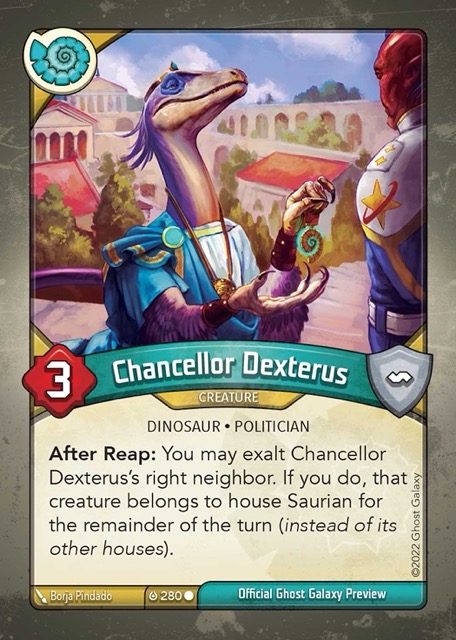 Chancellor Dexterus
3
CREATURE
DINOSAUR • POLITICIAN
After Reap: You may exalt Chancellor
Dexterus's right neighbor. If you do, that
creature belongs to house Saurian for
the remainder of the turn (instead of its
other houses).
©2022 Ghost Galaxy
Borja Pindado
280
Official Ghost Galaxy Preview